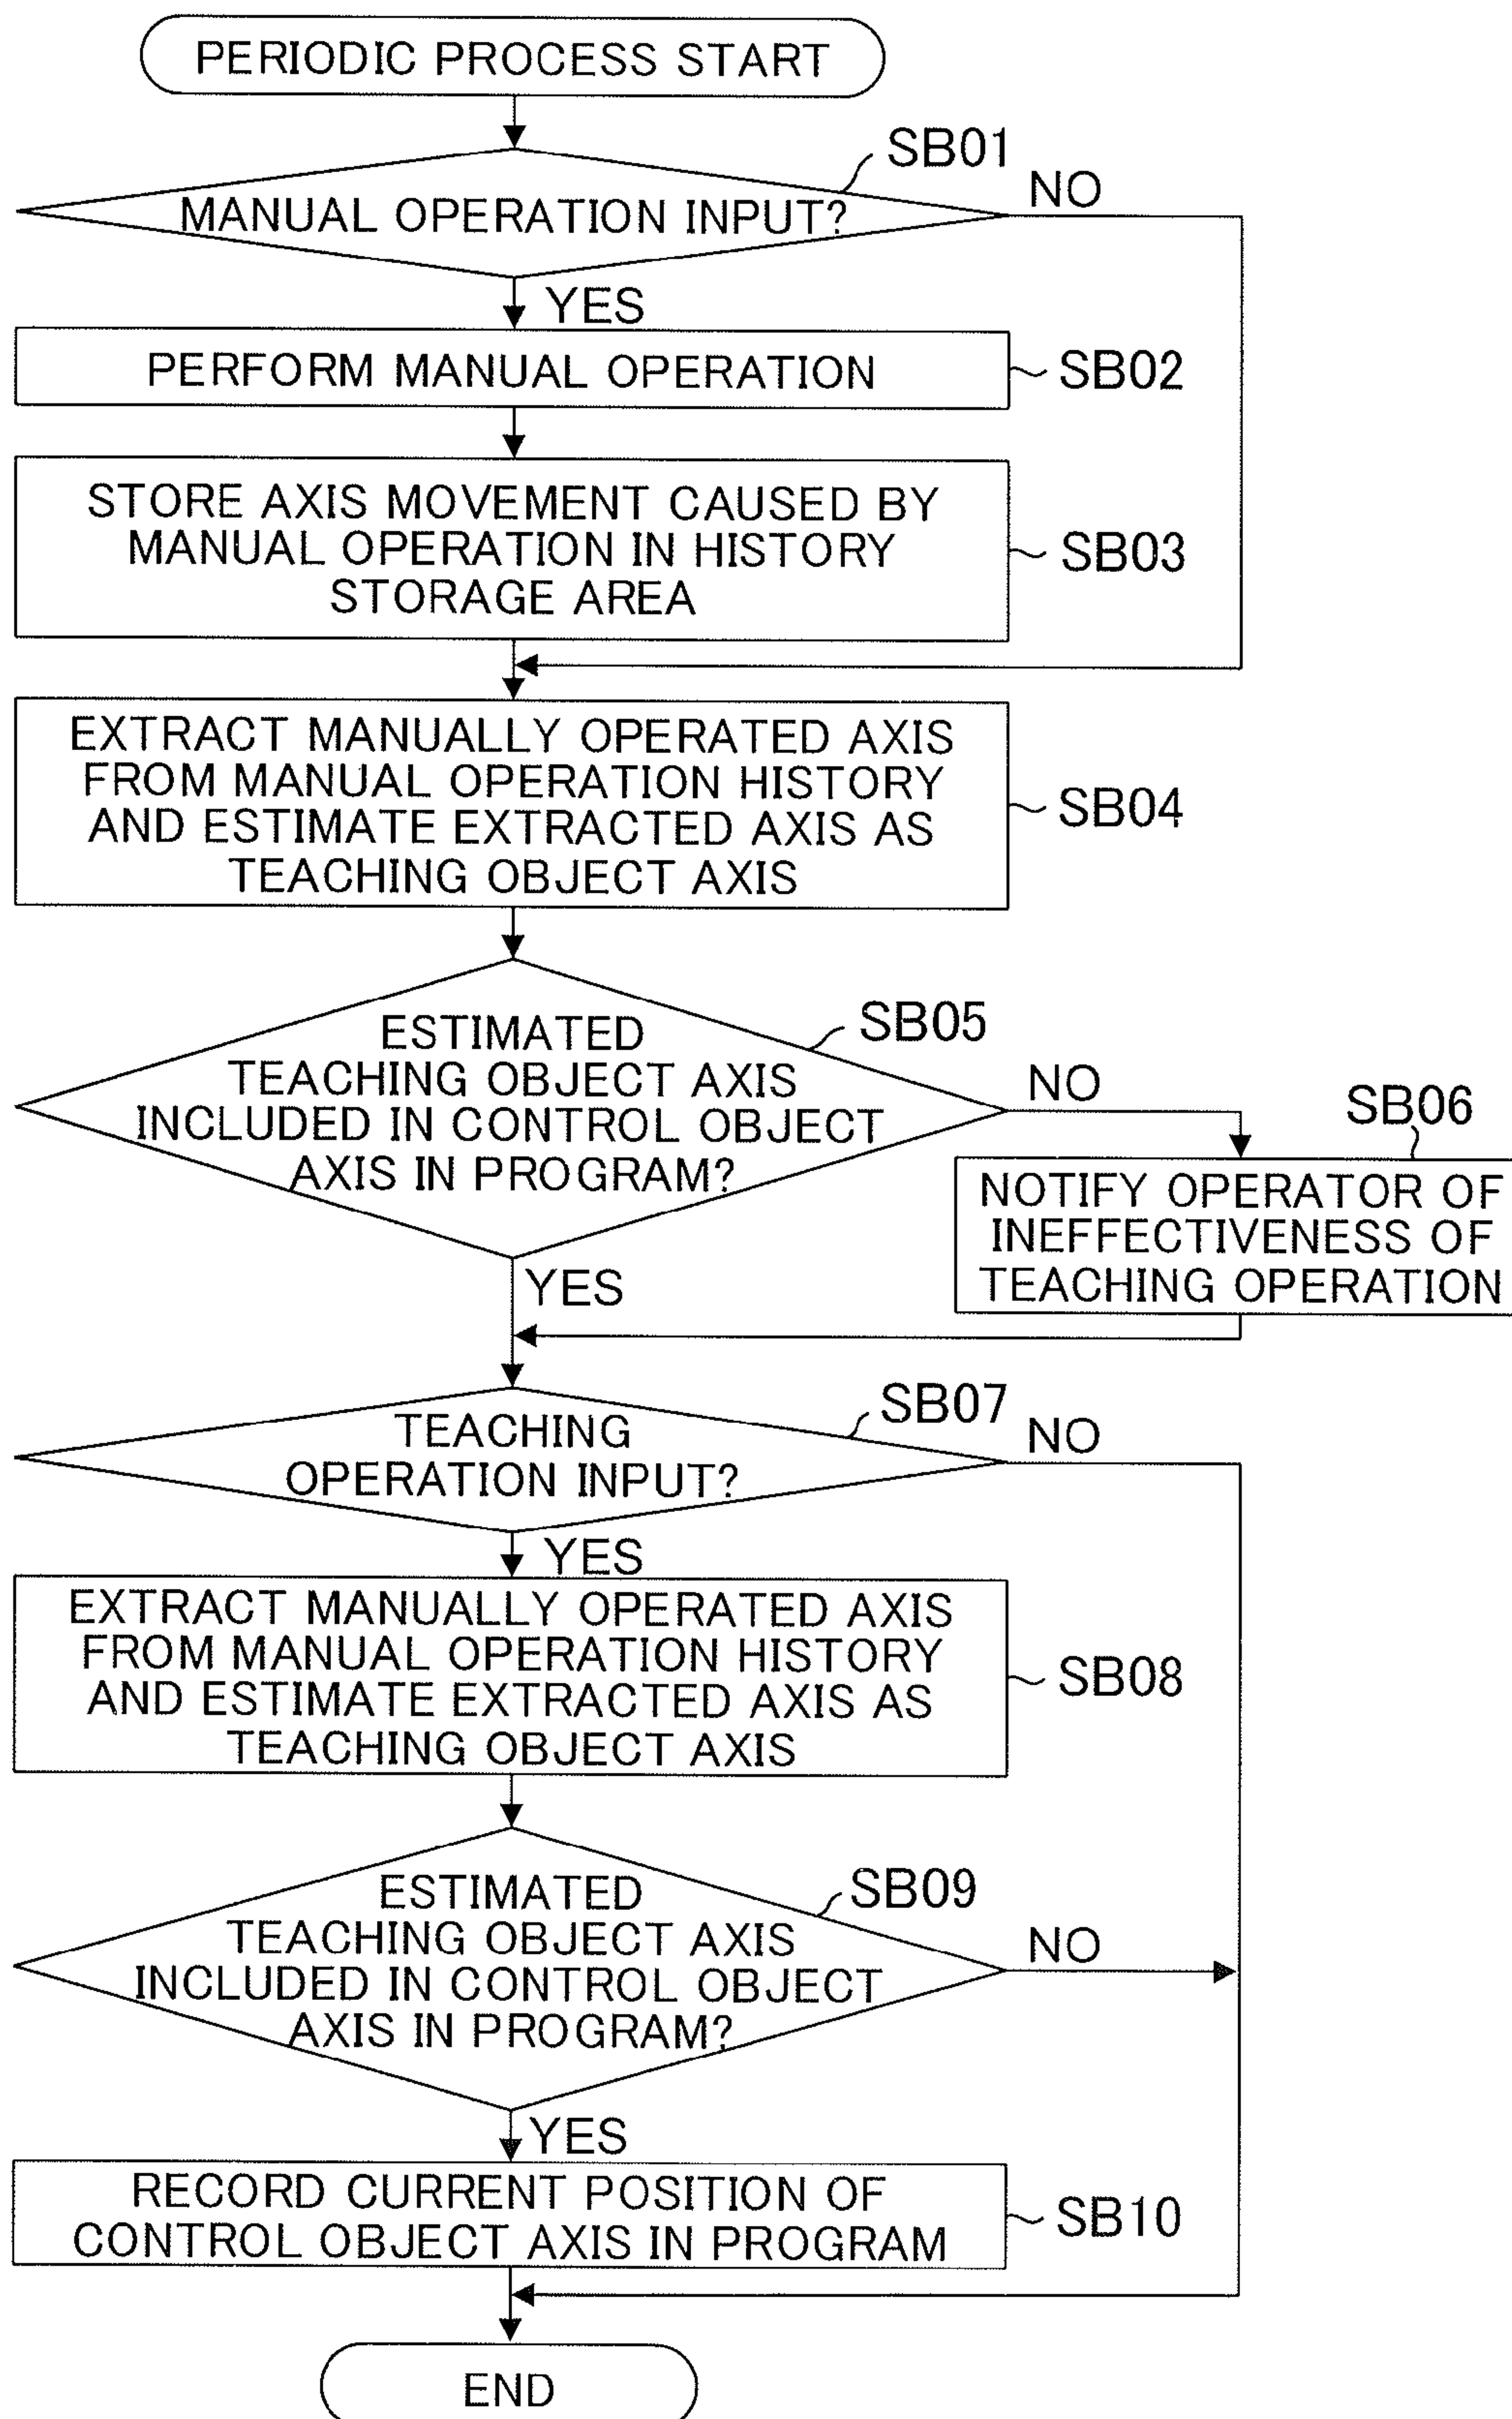 PERIODIC PROCESS START
SB01
NO
MANUAL OPERATION INPUT?
YES
PERFORM MANUAL OPERATION
SB02
STORE AXIS MOVEMENT CAUSED BY
MANUAL OPERATION IN HISTORY
STORAGE AREA
SB03
EXTRACT MANUALLY OPERATED AXIS
FROM MANUAL OPERATION HISTORY
AND ESTIMATE EXTRACTED AXIS AS
TEACHING OBJECT AXIS
SB04
ESTIMATED
TEACHING OBJECT AXIS
INCLUDED IN CONTROL OBJECT
AXIS IN PROGRAM?
SB05
NO
SB06
NOTIFY OPERATOR OF
INEFFECTIVENESS OF
TEACHING OPERATION
YES
SB07
NO
TEACHING
OPERATION INPUT?
YES
EXTRACT MANUALLY OPERATED AXIS
FROM MANUAL OPERATION HISTORY
AND ESTIMATE EXTRACTED AXIS AS
TEACHING OBJECT AXIS
SB08
ESTIMATED
TEACHING OBJECT AXIS
INCLUDED IN CONTROL OBJECT
AXIS IN PROGRAM?
SB09
NO
YES
RECORD CURRENT POSITION OF
CONTROL OBJECT AXIS IN PROGRAM
SB10
END